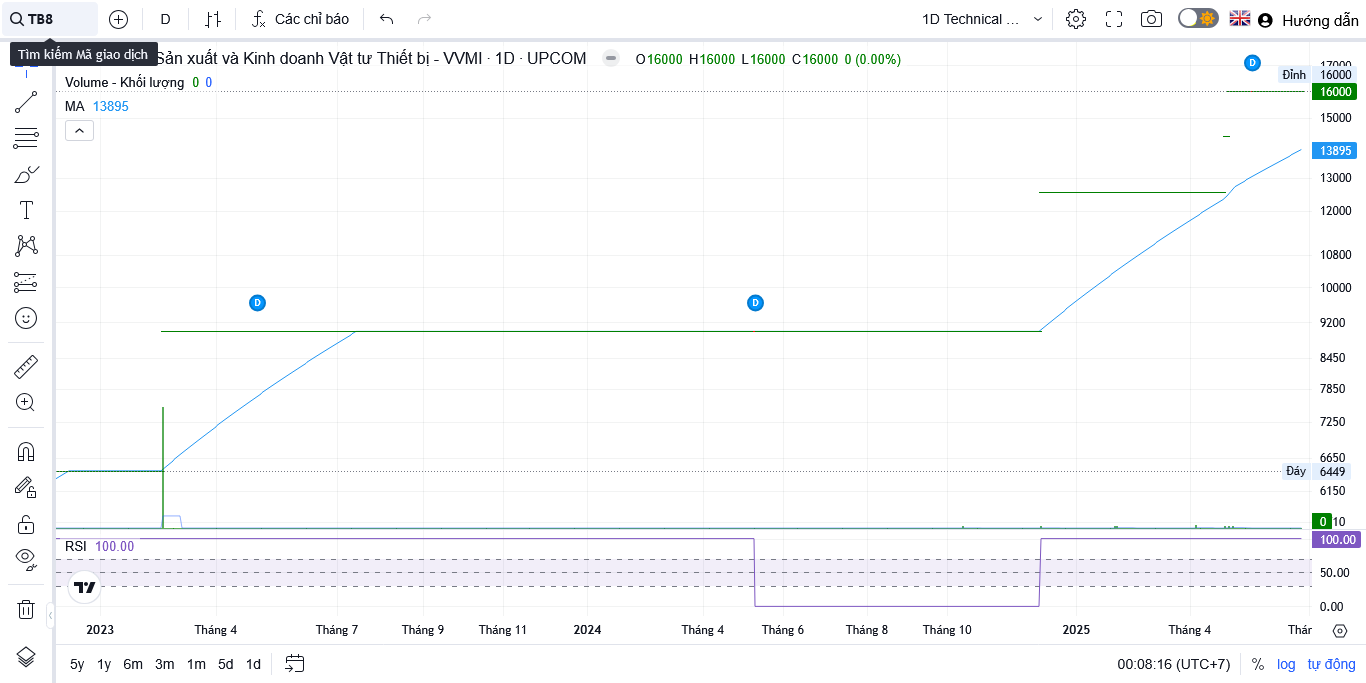 TB8
D
Các chỉ báo
1D Technical ...
Hướng dẫn
Tìm kiếm Mã giao dịch
Sản xuất và Kinh doanh Vật tư Thiết bị - VVMI · 1D · UPCOM
O16000 H16000 L16000 C16000 0 (0.00%)
Volume - Khối lượng 0 0
MA 13895
D
D
D
17000
Đỉnh 16000
16000
15000
13895
13000
12000
10800
10000
9200
8450
7850
7250
6650
Đáy 6449
6150
0
10
RSI 100.00
100.00
50.00
0.00
2023 Tháng 4 Tháng 7 Tháng 9 Tháng 11 2024 Tháng 4 Tháng 6 Tháng 8 Tháng 10 2025 Tháng 4 Thár
5y 1y 6m 3m 1m 5d 1d
00:08:16 (UTC+7) % log tự động